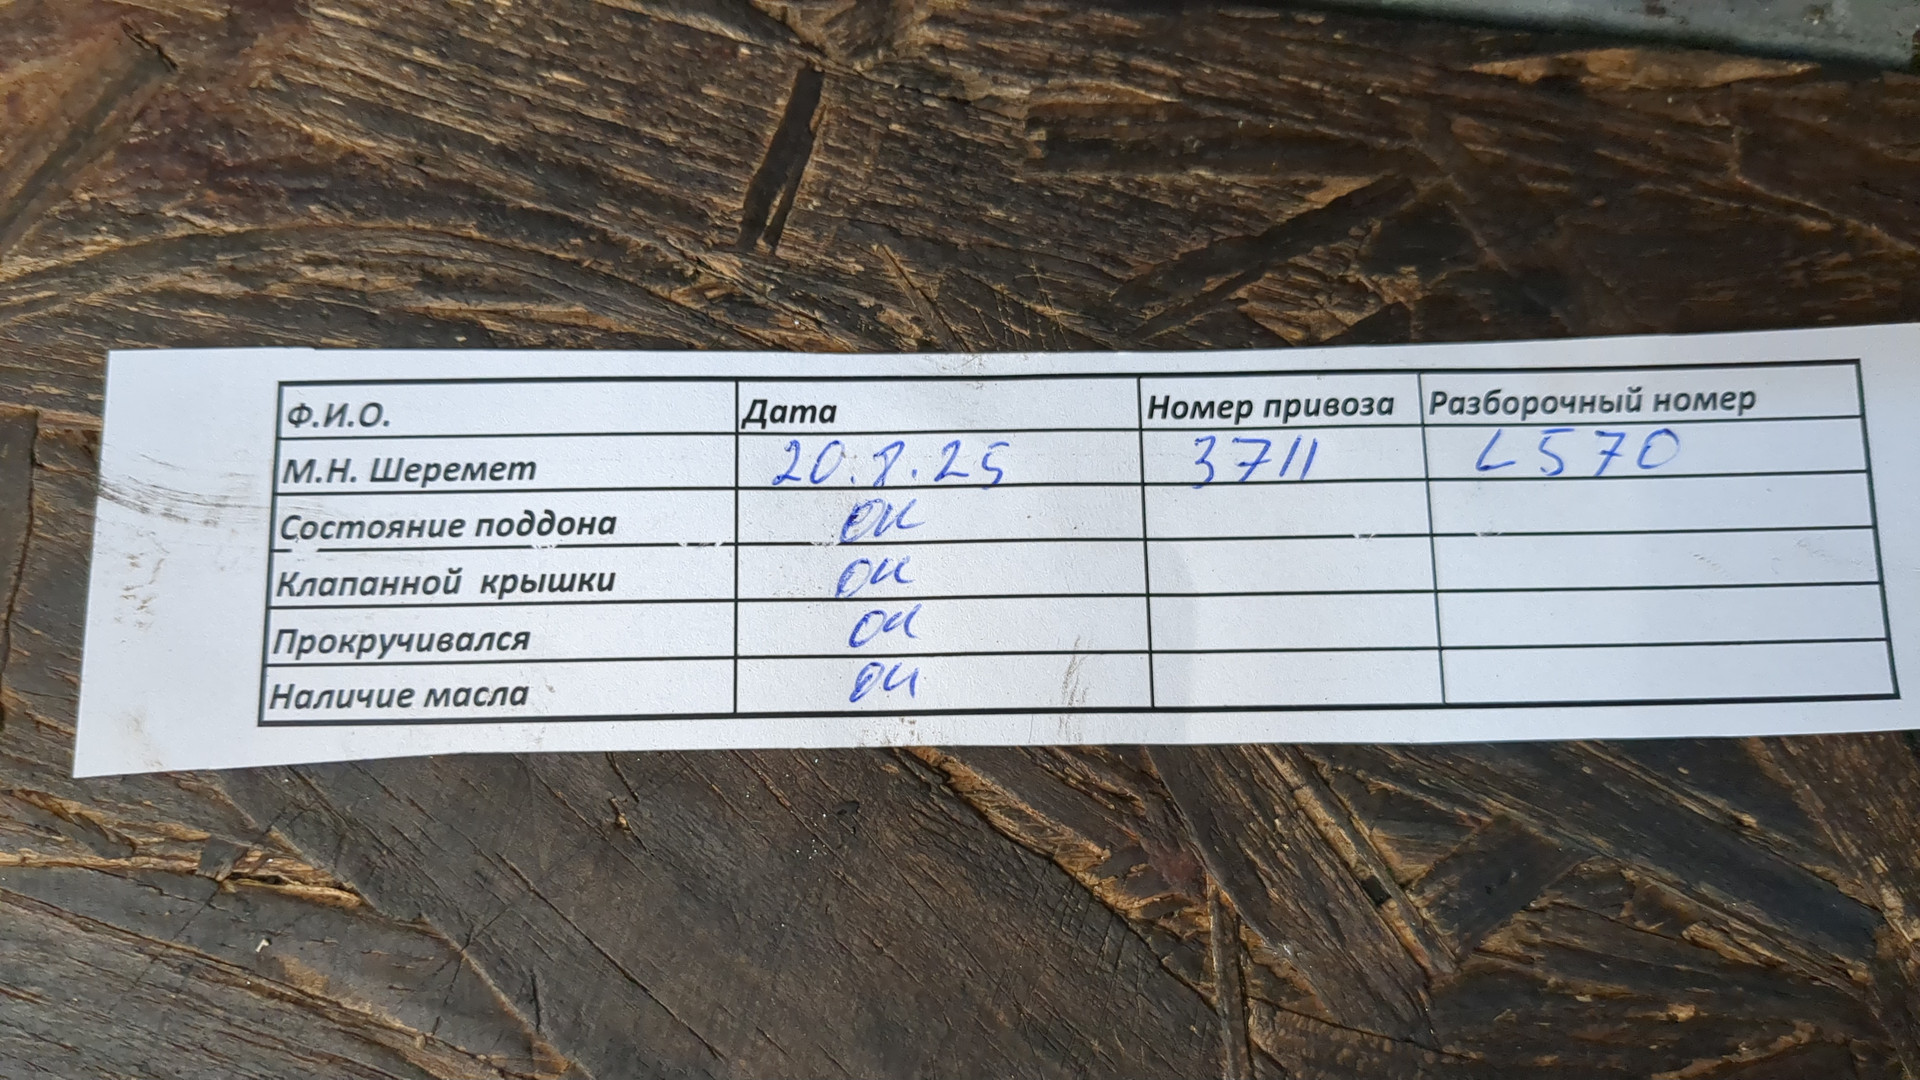 Ф.И.О. Дата Номер привоза Разборочный номер
М.Н. Шеремет 20.8.25 3711 L570
Состояние поддона ок
Клапанной крышки ок
Прокручивался ок
Наличие масла ок